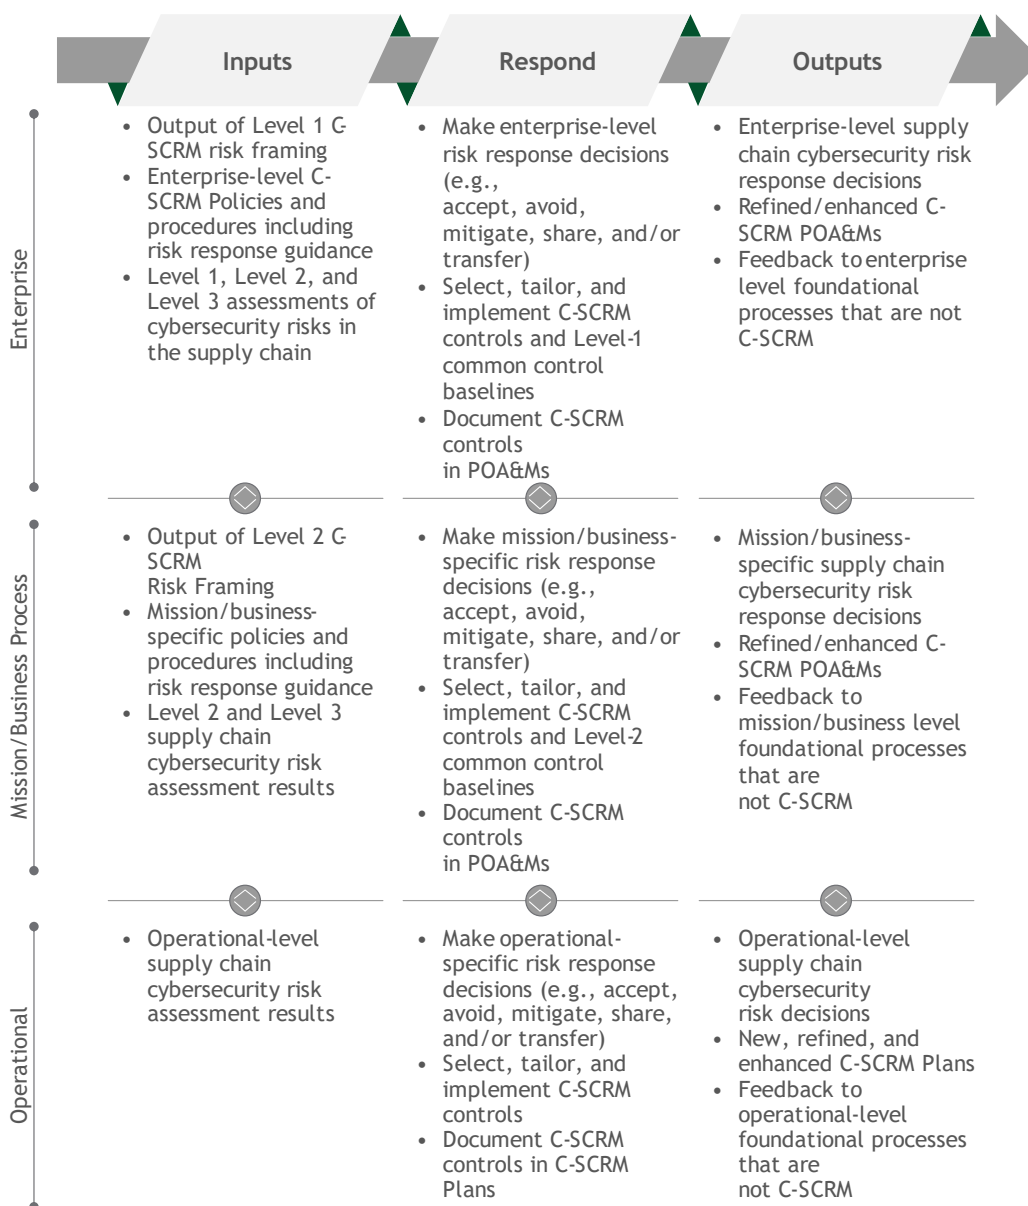 Inputs
Respond
Outputs
Enterprise
• Output of Level 1 C-
SCRM risk framing
• Enterprise-level C-
SCRM Policies and
procedures including
risk response guidance
• Level 1, Level 2, and
Level 3 assessments of
cybersecurity risks in
the supply chain
• Make enterprise-level
risk response decisions
(e.g.,
accept, avoid,
mitigate, share, and/or
transfer)
• Select, tailor, and
implement C-SCRM
controls and Level-1
common control
baselines
• Document C-SCRM
controls
in POA&Ms
• Enterprise-level supply
chain cybersecurity risk
response decisions
• Refined/enhanced C-
SCRM POA&Ms
• Feedback to enterprise
level foundational
processes that are not
C-SCRM
Mission/Business Process
• Output of Level 2 C-
SCRM
Risk Framing
• Mission/business-
specific policies and
procedures including
risk response guidance
• Level 2 and Level 3
supply chain
cybersecurity risk
assessment results
• Make mission/business-
specific risk response
decisions (e.g.,
accept, avoid,
mitigate, share, and/or
transfer)
• Select, tailor, and
implement C-SCRM
controls and Level-2
common control
baselines
• Document C-SCRM
controls
in POA&Ms
• Mission/business-
specific supply chain
cybersecurity risk
response decisions
• Refined/enhanced C-
SCRM POA&Ms
• Feedback to
mission/business level
foundational processes
that are
not C-SCRM
Operational
• Operational-level
supply chain
cybersecurity risk
assessment results
• Make operational-
specific risk response
decisions (e.g., accept,
avoid, mitigate, share,
and/or transfer)
• Select, tailor, and
implement C-SCRM
controls
• Document C-SCRM
controls in C-SCRM
Plans
• Operational-level
supply chain
cybersecurity
risk decisions
• New, refined, and
enhanced C-SCRM Plans
• Feedback to
operational-level
foundational processes
that are
not C-SCRM